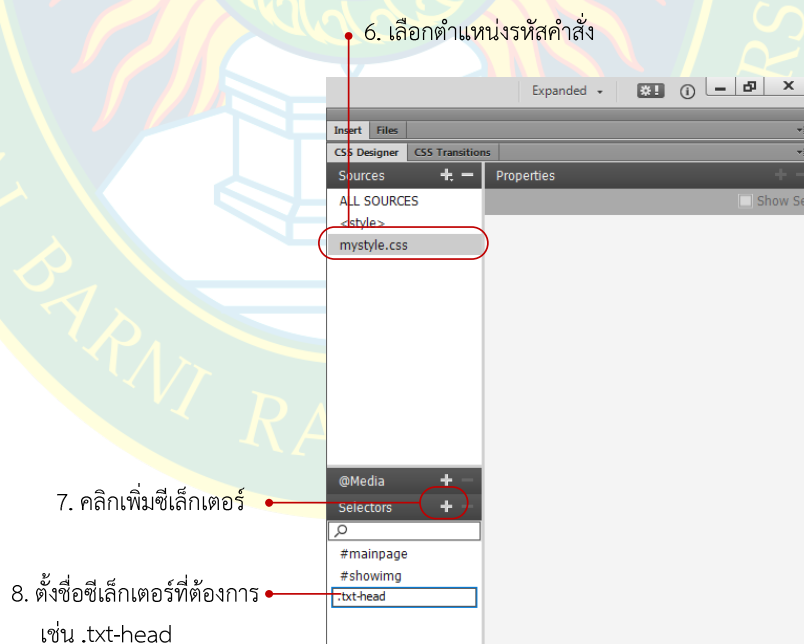 6. เลือกตำแหน่งรหัสคำสั่ง
Expanded
Insert Files
CSS Designer CSS Transitions
Sources Properties
ALL SOURCES Show Se
<style>
mystyle.css
BARNI RA
@Media
7. คลิกเพิ่มซีเล็กเตอร์
Selectors
#mainpage
#showimg
8. ตั้งชื่อซีเล็กเตอร์ที่ต้องการ
.txt-head
เช่น .txt-head